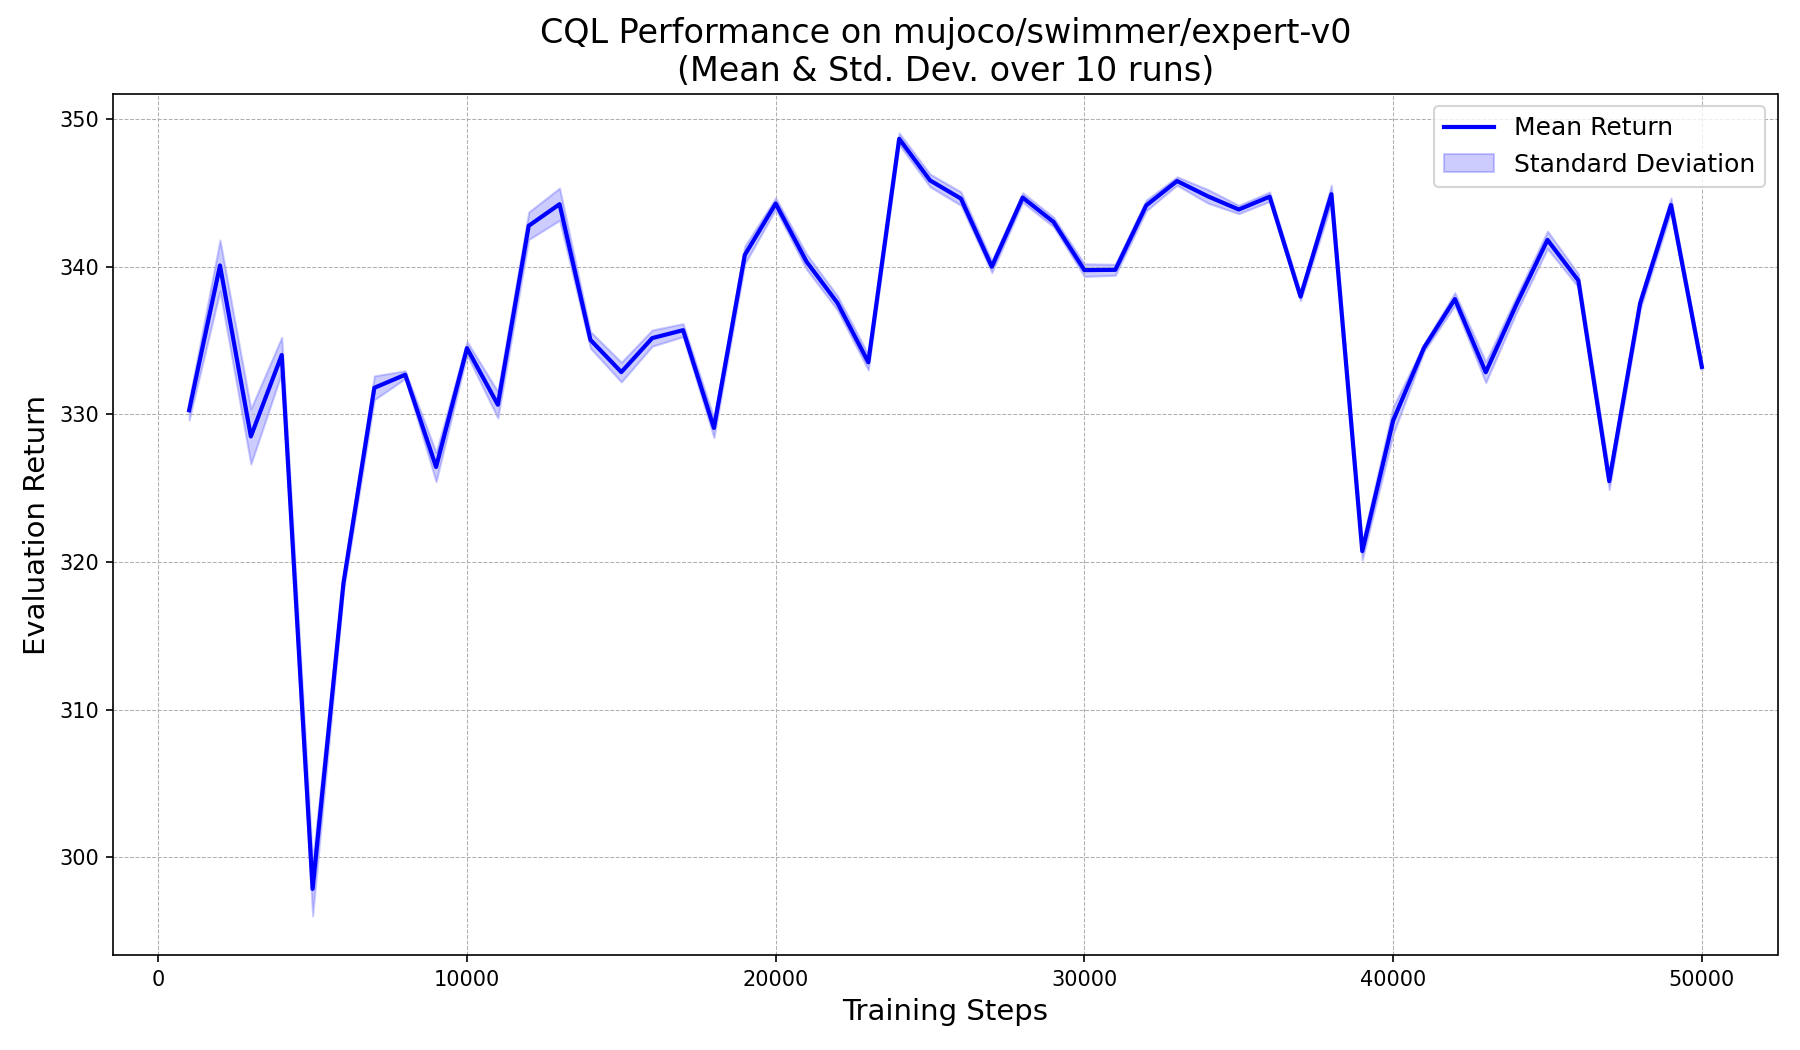 CQL Performance on mujoco/swimmer/expert-v0
(Mean & Std. Dev. over 10 runs)
Mean Return
Standard Deviation
Evaluation Return
350
340
330
320
310
300
0 10000 20000 30000 40000 50000
Training Steps